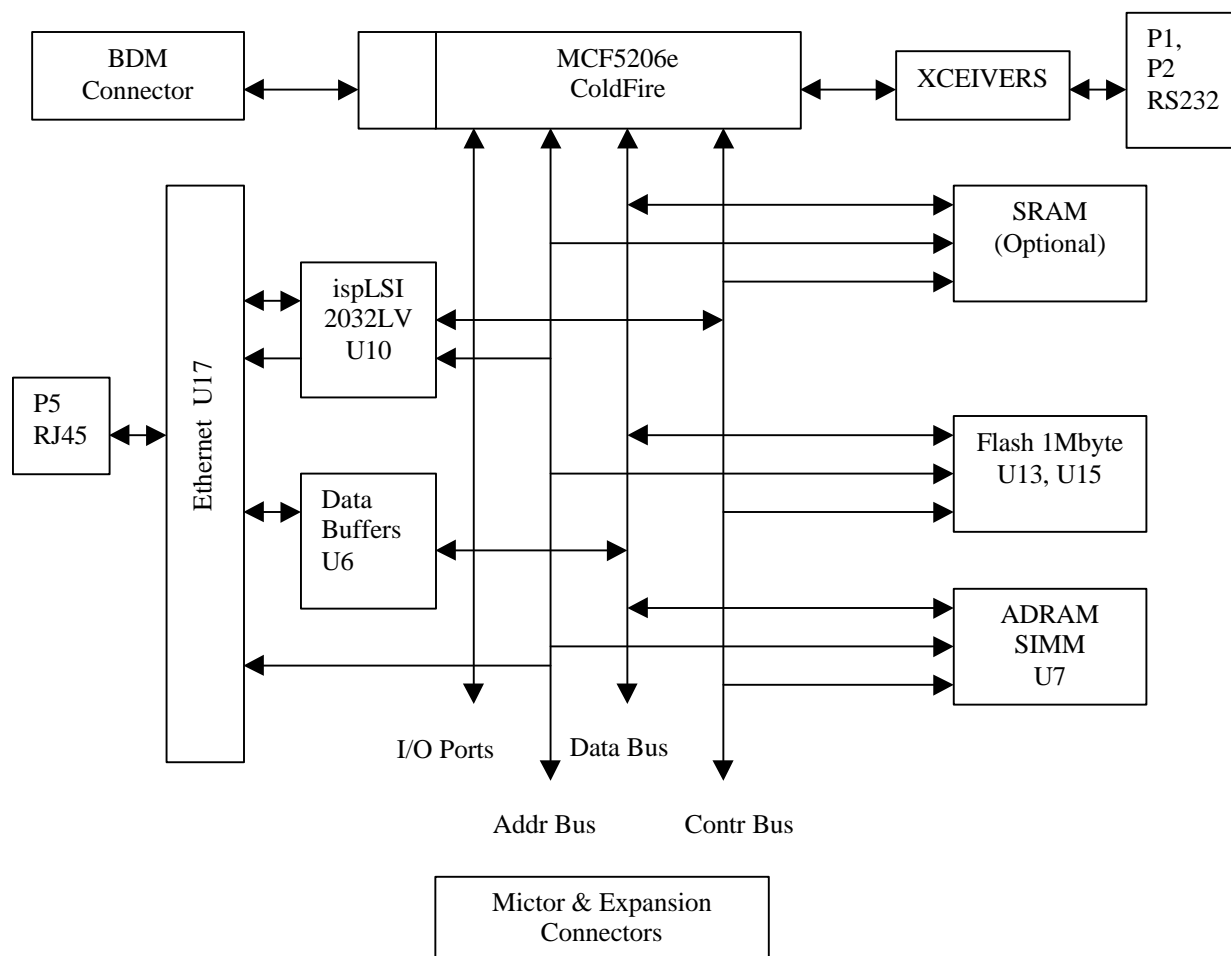 BDM
Connector
MCF5206e
ColdFire
XCEIVERS
P1,
P2
RS232
SRAM
(Optional)
ispLSI
2032LV
U10
P5
RJ45
Ethernet U17
Flash 1Mbyte
U13, U15
Data
Buffers
U6
ADRAM
SIMM
U7
I/O Ports
Data Bus
Addr Bus
Contr Bus
Mictor & Expansion
Connectors